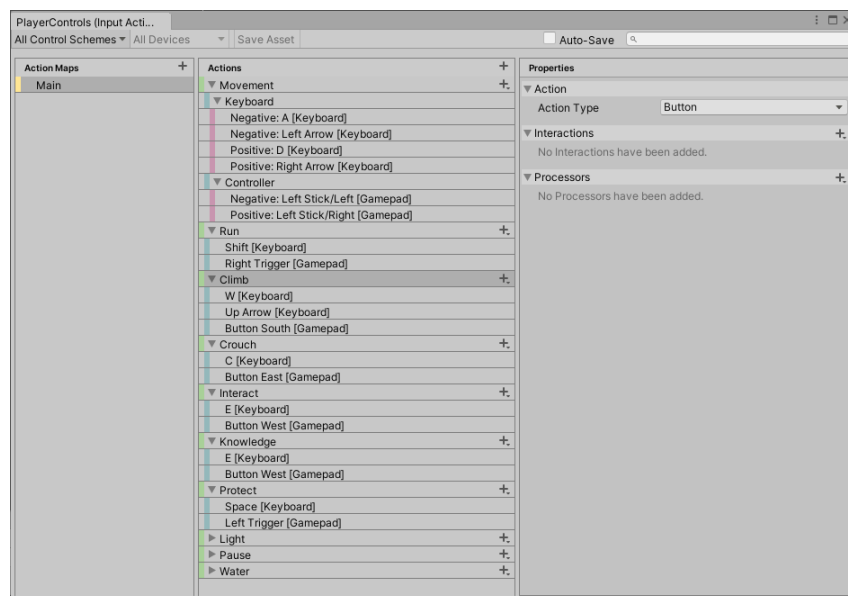 PlayerControls (Input Acti...
All Control Schemes All Devices Save Asset Auto-Save
Action Maps
Main
Actions
Movement
Keyboard
Negative: A [Keyboard]
Negative: Left Arrow [Keyboard]
Positive: D [Keyboard]
Positive: Right Arrow [Keyboard]
Controller
Negative: Left Stick/Left [Gamepad]
Positive: Left Stick/Right [Gamepad]
Run
Shift [Keyboard]
Right Trigger [Gamepad]
Climb
W [Keyboard]
Up Arrow [Keyboard]
Button South [Gamepad]
Crouch
C [Keyboard]
Button East [Gamepad]
Interact
E [Keyboard]
Button West [Gamepad]
Knowledge
E [Keyboard]
Button West [Gamepad]
Protect
Space [Keyboard]
Left Trigger [Gamepad]
Light
Pause
Water
Properties
Action
Action Type Button
Interactions
No Interactions have been added.
Processors
No Processors have been added.